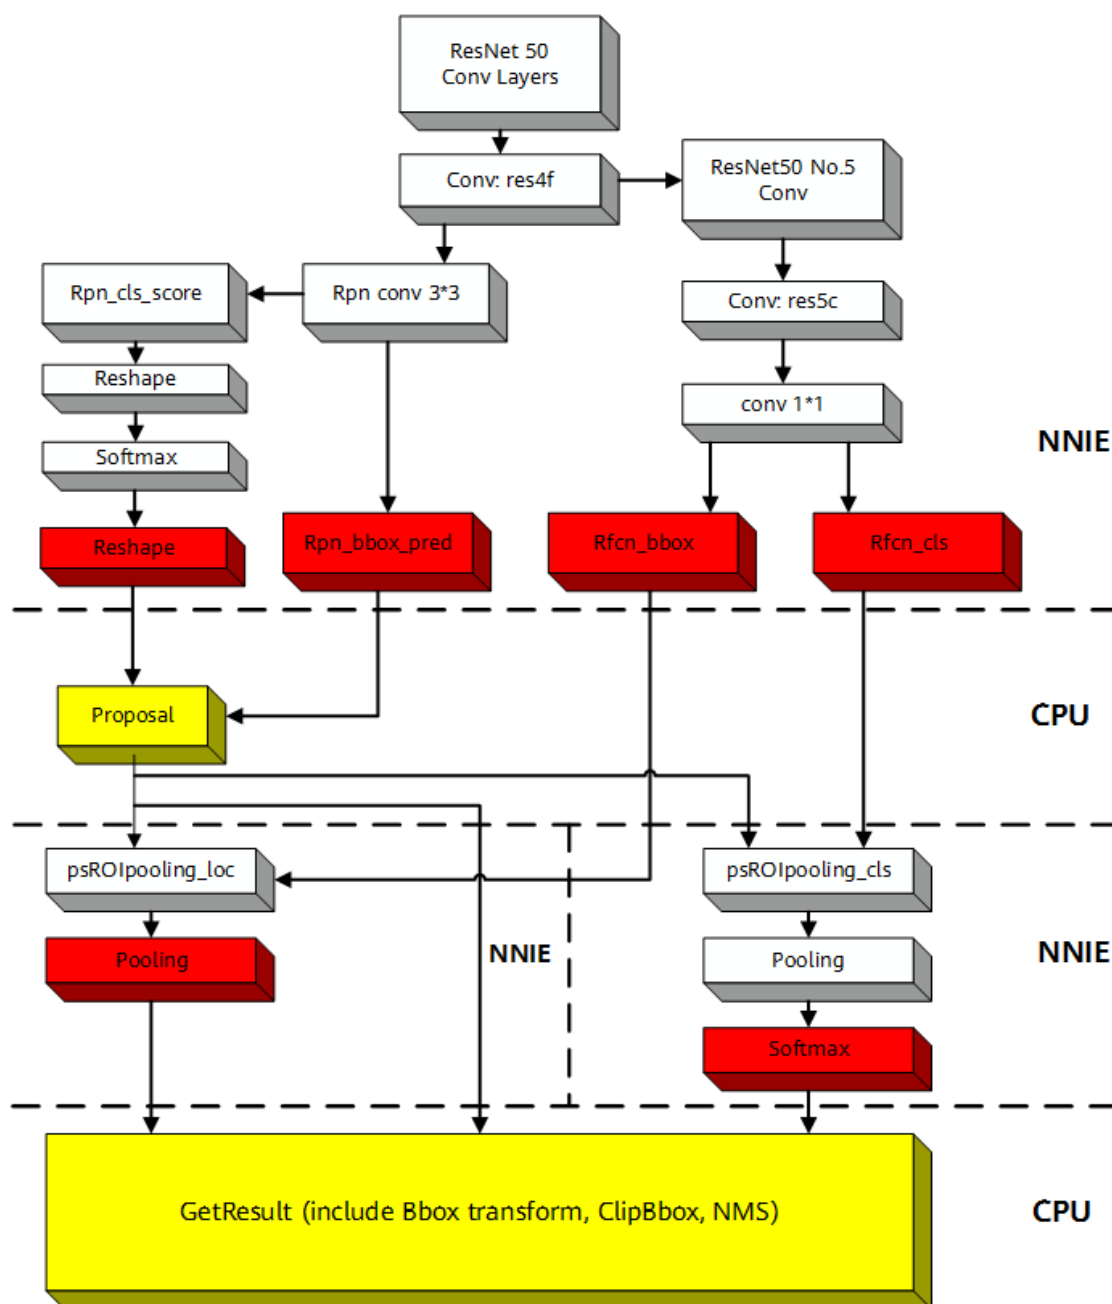 ResNet 50
Conv Layers
Conv: res4f
ResNet50 No.5
Conv
Rpn_cls_score
Rpn conv 3*3
Conv: res5c
Reshape
conv 1*1
Softmax
NNIE
Reshape
Rpn_bbox_pred
Rfcn_bbox
Rfcn_cls
Proposal
CPU
psROIpooling_loc
psROIpooling_cls
Pooling
NNIE
Pooling
NNIE
Softmax
GetResult (include Bbox transform, ClipBbox, NMS)
CPU